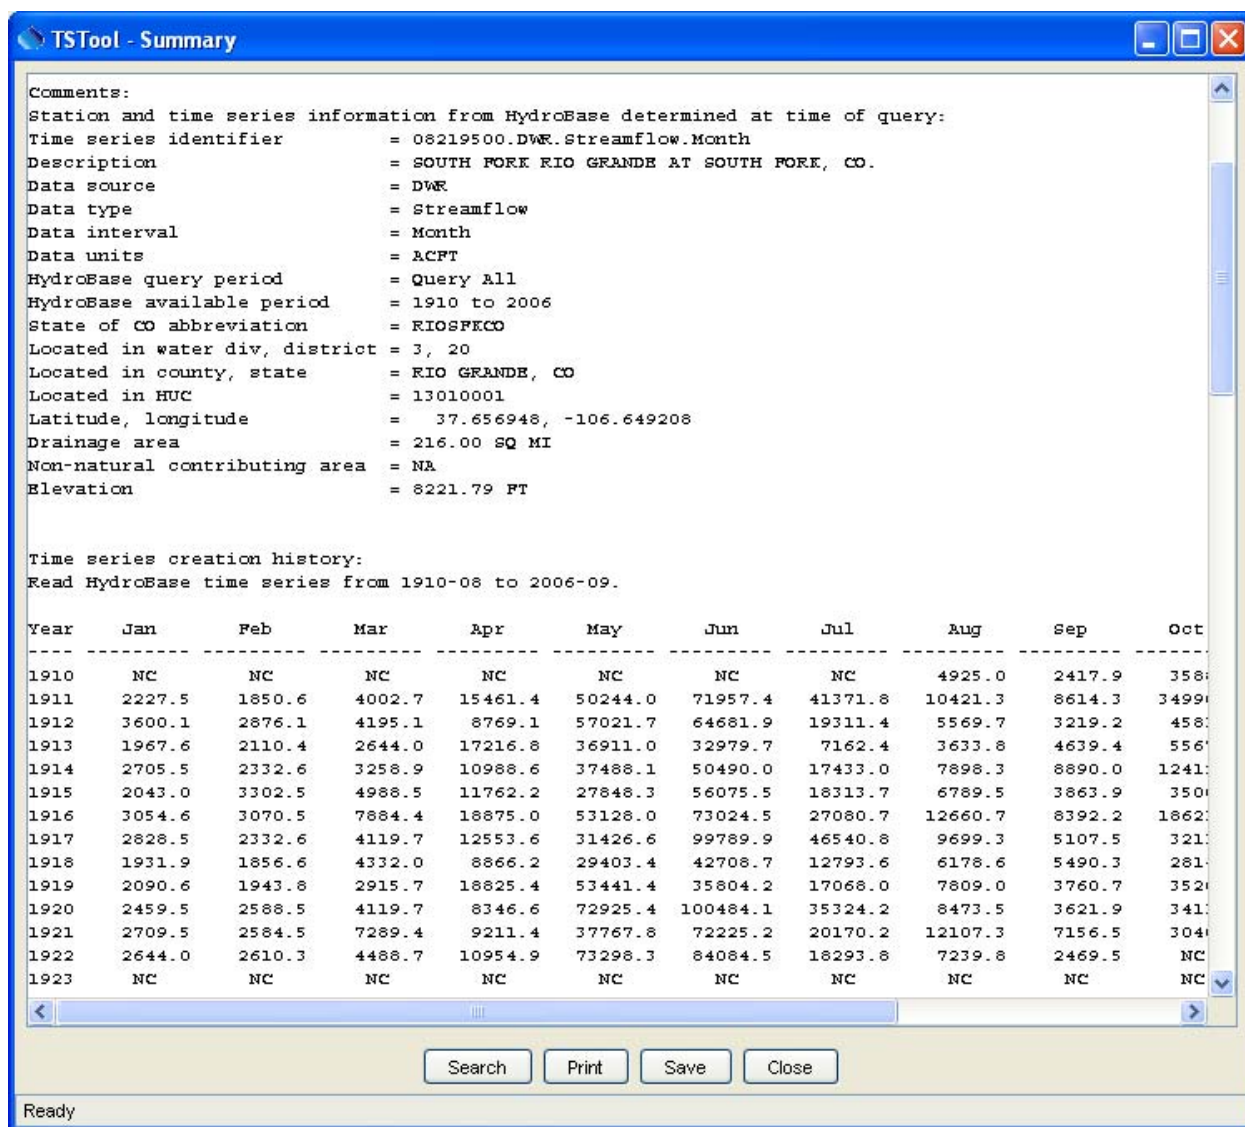 TSTool - Summary
Comments:
Station and time series information from HydroBase determined at time of query:
Time series identifier = 08219500.DWR.Streamflow.Month
Description = SOUTH FORK RIO GRANDE AT SOUTH FORK, CO.
Data source = DWR
Data type = Streamflow
Data interval = Month
Data units = ACFT
HydroBase query period = Query All
HydroBase available period = 1910 to 2006
State of CO abbreviation = RIOSFKCO
Located in water div, district = 3, 20
Located in county, state = RIO GRANDE, CO
Located in HUC = 13010001
Latitude, longitude = 37.656948, -106.649208
Drainage area = 216.00 SQ MI
Non-natural contributing area = NA
Elevation = 8221.79 FT
Time series creation history:
Read HydroBase time series from 1910-08 to 2006-09.
Year Jan Feb Mar Apr May Jun Jul Aug Sep Oct
---- --------- --------- --------- --------- --------- --------- --------- --------- --------- ---------
1910 NC NC NC NC NC NC NC 4925.0 2417.9 358
1911 2227.5 1850.6 4002.7 15461.4 50244.0 71957.4 41371.8 10421.3 8614.3 3499
1912 3600.1 2876.1 4195.1 8769.1 57021.7 64681.9 19311.4 5569.7 3219.2 458
1913 1967.6 2110.4 2644.0 17216.8 36911.0 32979.7 7162.4 3633.8 4639.4 556
1914 2705.5 2332.6 3258.9 10988.6 37488.1 50490.0 17433.0 7898.3 8890.0 1241
1915 2043.0 3302.5 4988.5 11762.2 27848.3 56075.5 18313.7 6789.5 3863.9 350
1916 3054.6 3070.5 7884.4 18875.0 53128.0 73024.5 27080.7 12660.7 8392.2 1862
1917 2828.5 2332.6 4119.7 12553.6 31426.6 99789.9 46540.8 9699.3 5107.5 321
1918 1931.9 1856.6 4332.0 8866.2 29403.4 42708.7 12793.6 6178.6 5490.3 281
1919 2090.6 1943.8 2915.7 18825.4 53441.4 35804.2 17068.0 7809.0 3760.7 352
1920 2459.5 2588.5 4119.7 8346.6 72925.4 100484.1 35324.2 8473.5 3621.9 341
1921 2709.5 2584.5 7289.4 9211.4 37767.8 72225.2 20170.2 12107.3 7156.5 304
1922 2644.0 2610.3 4488.7 10954.9 73298.3 84084.5 18293.8 7239.8 2469.5 NC
1923 NC NC NC NC NC NC NC NC NC NC
Search Print Save Close
Ready